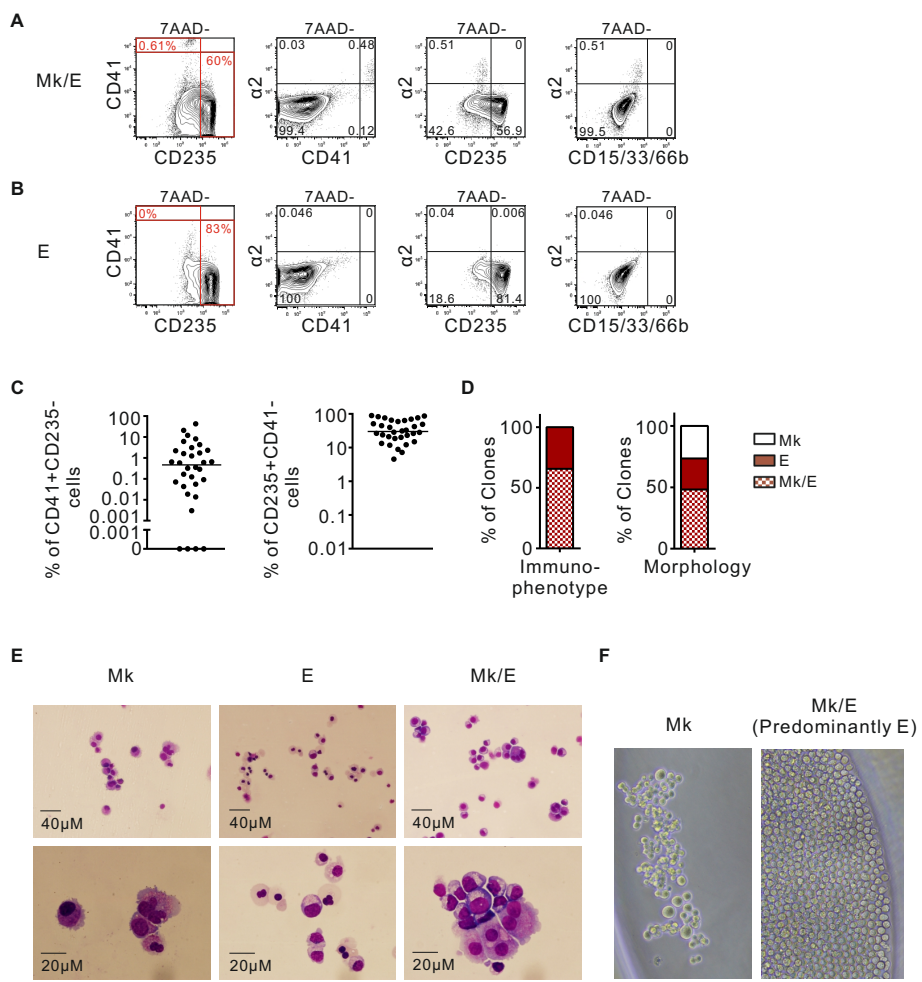 A
7AAD-
7AAD-
7AAD-
7AAD-
Mk/E
0.61%
60%
CD41
CD235
0.03
0.48
99.4
0.12
α2
CD41
0.51
0
42.6
56.9
α2
CD235
0.51
0
99.5
0
α2
CD15/33/66b
B
7AAD-
7AAD-
7AAD-
7AAD-
E
0%
83%
CD41
CD235
0.046
0
100
0
α2
CD41
0.04
0.006
18.6
81.4
α2
CD235
0.046
0
100
0
α2
CD15/33/66b
C
% of CD41+CD235-
cells
100
10
1
0.1
0.01
0.001
0.001
0
% of CD235+CD41-
cells
100
10
1
0.1
0.01
D
% of Clones
100
50
0
Immuno-
phenotype
% of Clones
100
50
0
Morphology
Mk
E
Mk/E
E
Mk
E
Mk/E
40µM
40µM
40µM
20µM
20µM
20µM
F
Mk
Mk/E
(Predominantly E)